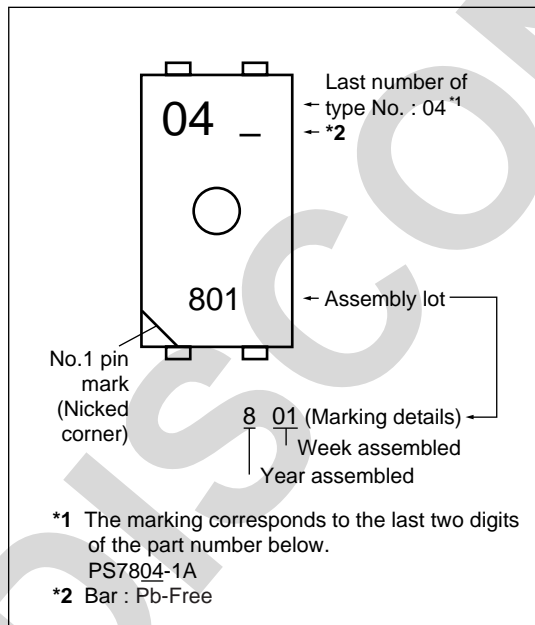 Last number of
type No. : 04 *1
*2
04 _
801
Assembly lot
No.1 pin
mark
(Nicked
corner)
8 01 (Marking details)
Week assembled
Year assembled
*1 The marking corresponds to the last two digits
of the part number below.
PS7804-1A
*2 Bar : Pb-Free
DISCON